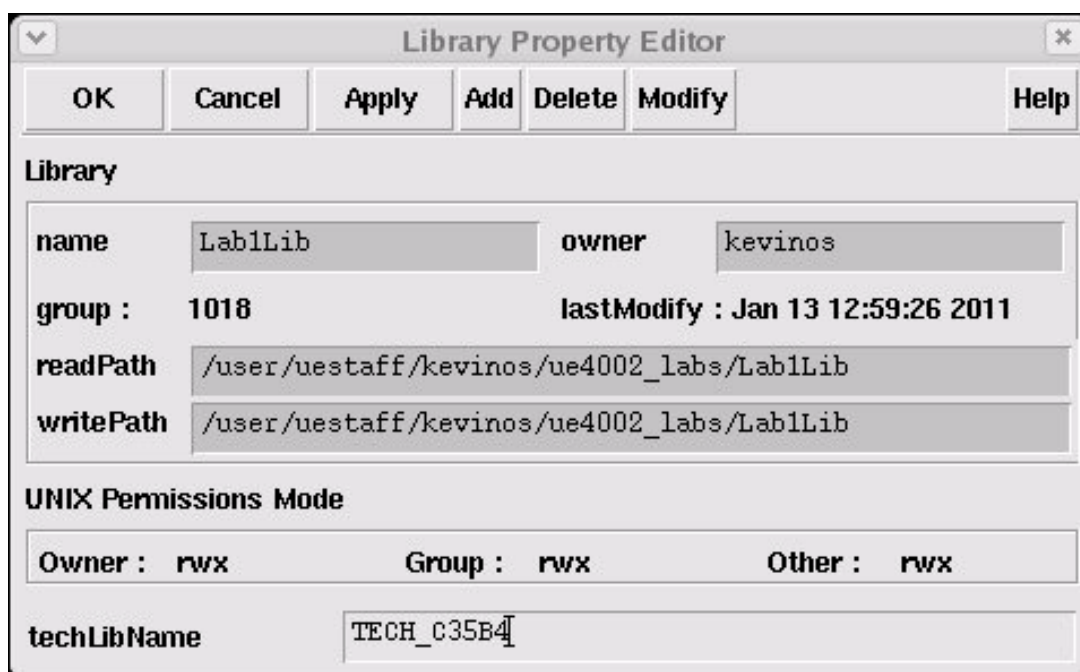 Library Property Editor
OK Cancel Apply Add Delete Modify Help
Library
name Lab1Lib owner kevinos
group : 1018 lastModify : Jan 13 12:59:26 2011
readPath /user/uestaff/kevinos/ue4002_labs/Lab1Lib
writePath /user/uestaff/kevinos/ue4002_labs/Lab1Lib
UNIX Permissions Mode
Owner : rwx Group : rwx Other : rwx
techLibName TECH_C35B4